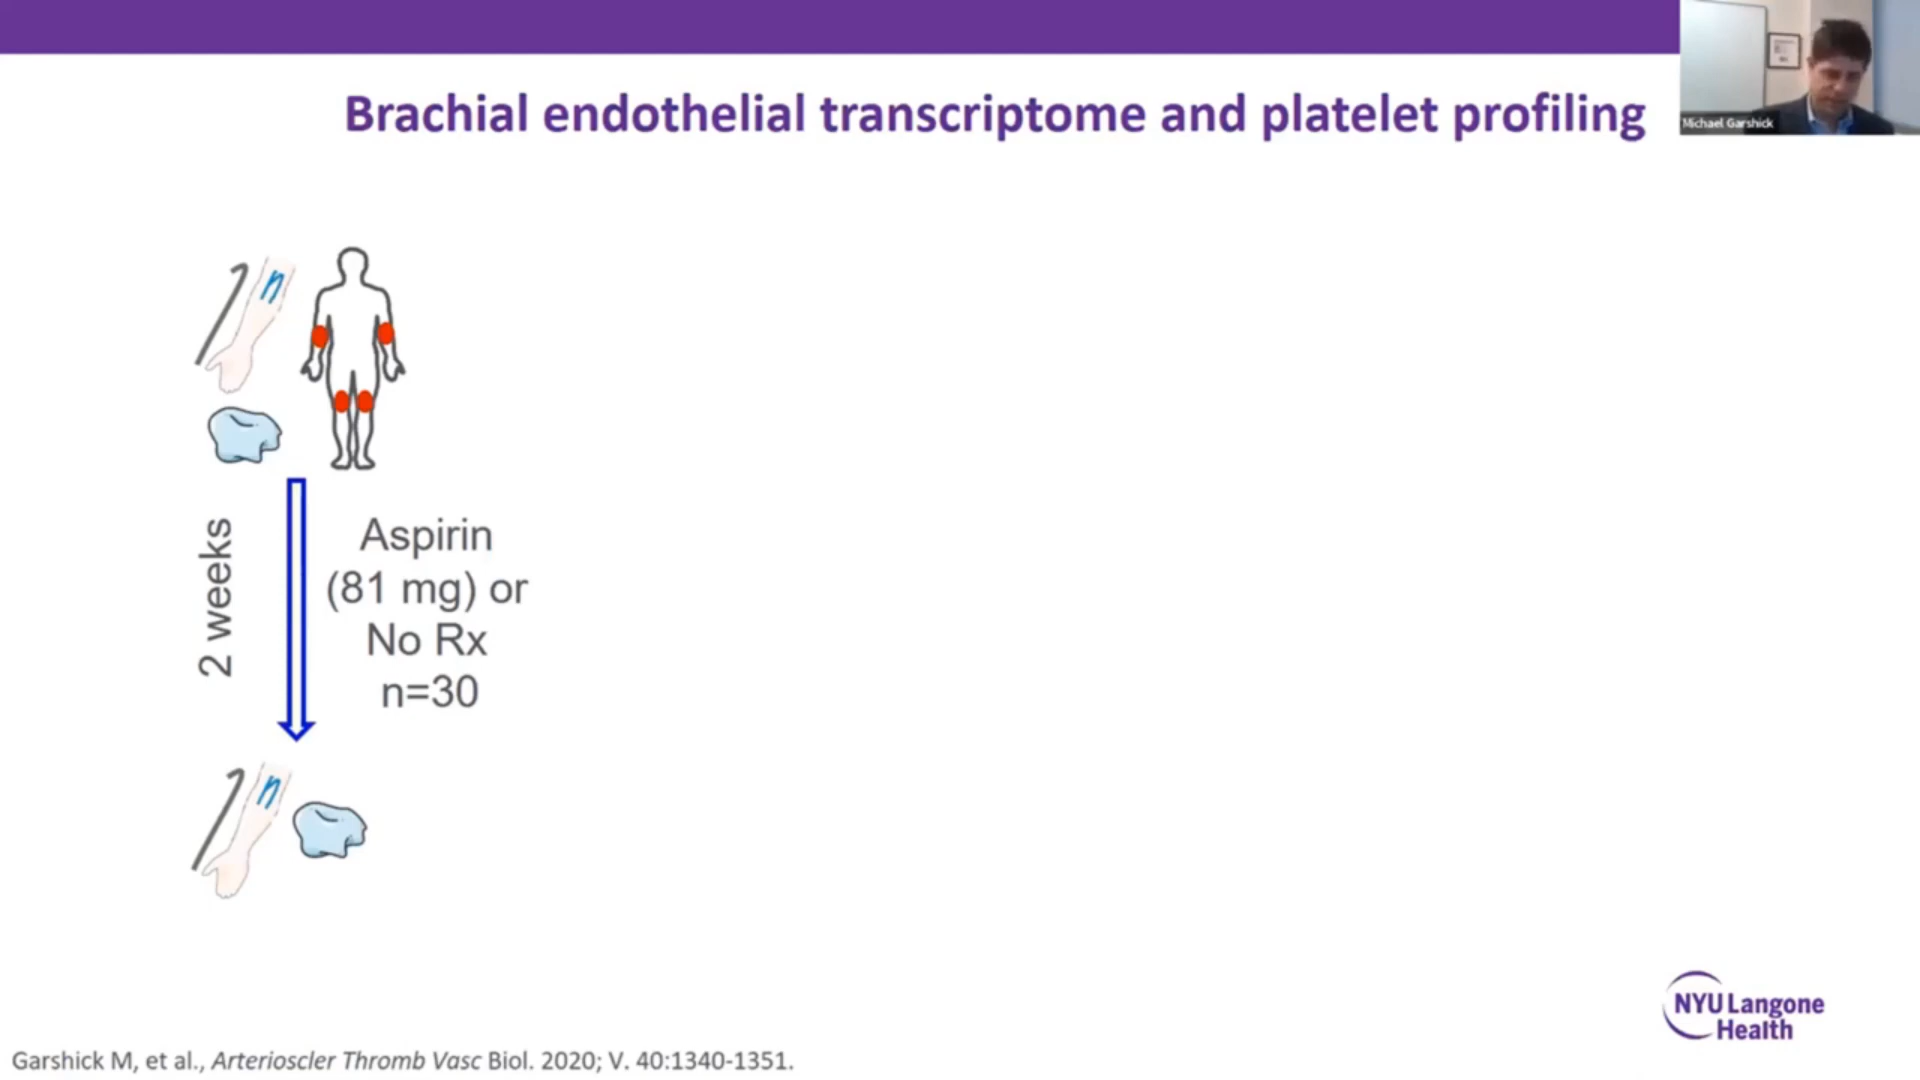 Brachial endothelial transcriptome and platelet profiling
Michael Garshick
n
2 weeks
Aspirin
(81 mg) or
No Rx
n=30
n
NYU Langone
Health
Garshick M, et al., Arterioscler Thromb Vasc Biol. 2020; V. 40:1340-1351.